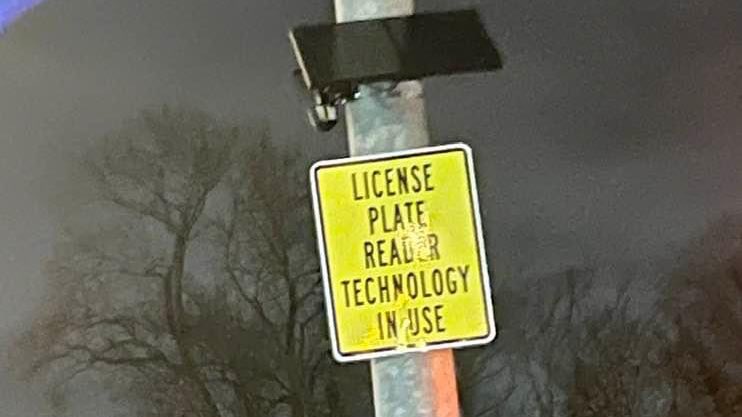 LICENSE
PLATE
READER
TECHNOLOGY
IN USE